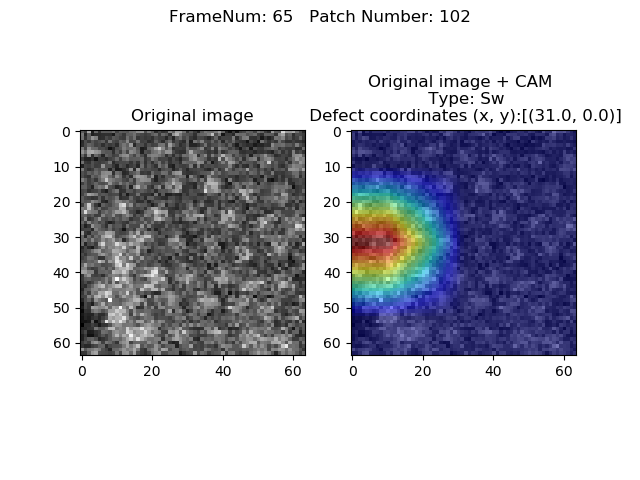 FrameNum: 65   Patch Number: 102
Original image
0
10
20
30
40
50
60
0 20 40 60
Original image + CAM
Type: Sw
Defect coordinates (x, y):[(31.0, 0.0)]
0
10
20
30
40
50
60
0 20 40 60